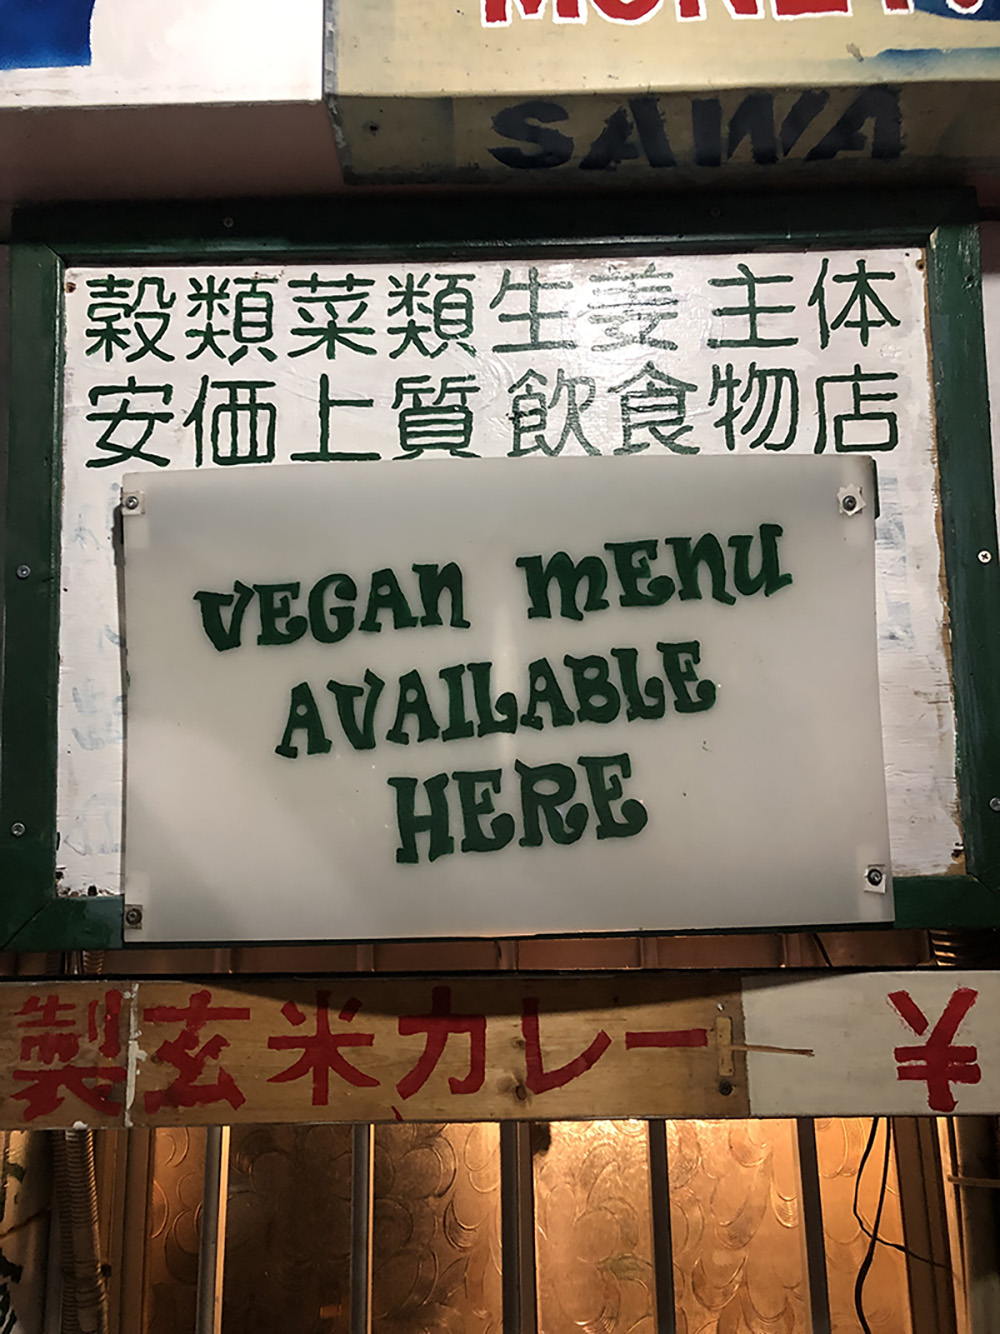 SAWA
穀類菜類生姜主体
安価上質飲食物店
VEGAN MENU
AVAILABLE
HERE
製玄米カレー ¥